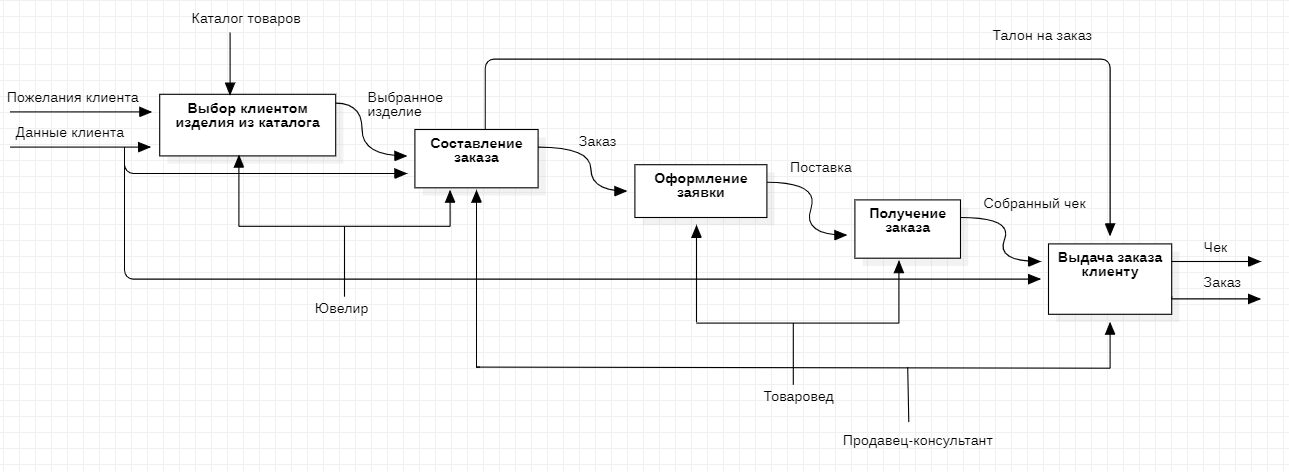 Каталог товаров
Талон на заказ
Пожелания клиента
Выбор клиентом
изделия из каталога
Выбранное
изделие
Данные клиента
Составление
заказа
Заказ
Оформление
заявки
Поставка
Получение
заказа
Собранный чек
Выдача заказа
клиенту
Чек
Заказ
Ювелир
Товаровед
Продавец-консультант